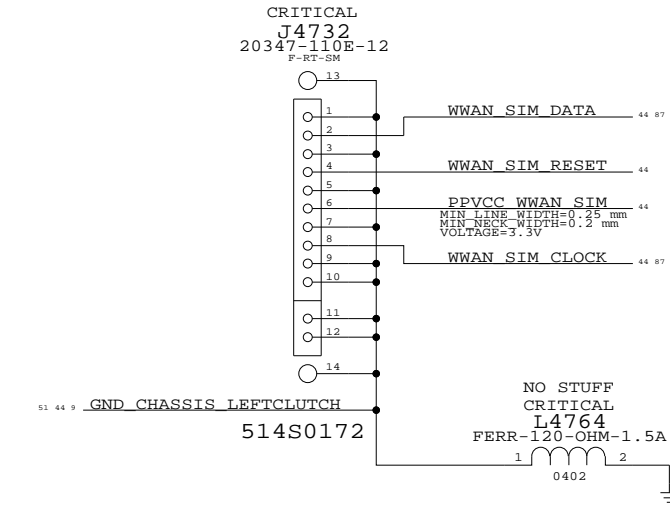 CRITICAL
J4732
20347-110E-12
F-RT-SM
13
1
WWAN_SIM_DATA 44 87
2
3
4 WWAN_SIM_RESET 44
5
6 PPVCC_WWAN_SIM 44
MIN_LINE_WIDTH=0.25 mm
MIN_NECK_WIDTH=0.2 mm
VOLTAGE=3.3V
7
8
9 WWAN_SIM_CLOCK 44 87
10
11
12
14
51 44 9 GND_CHASSIS_LEFTCLUTCH
514S0172
NO STUFF
CRITICAL
L4764
FERR-120-OHM-1.5A
1 2
0402